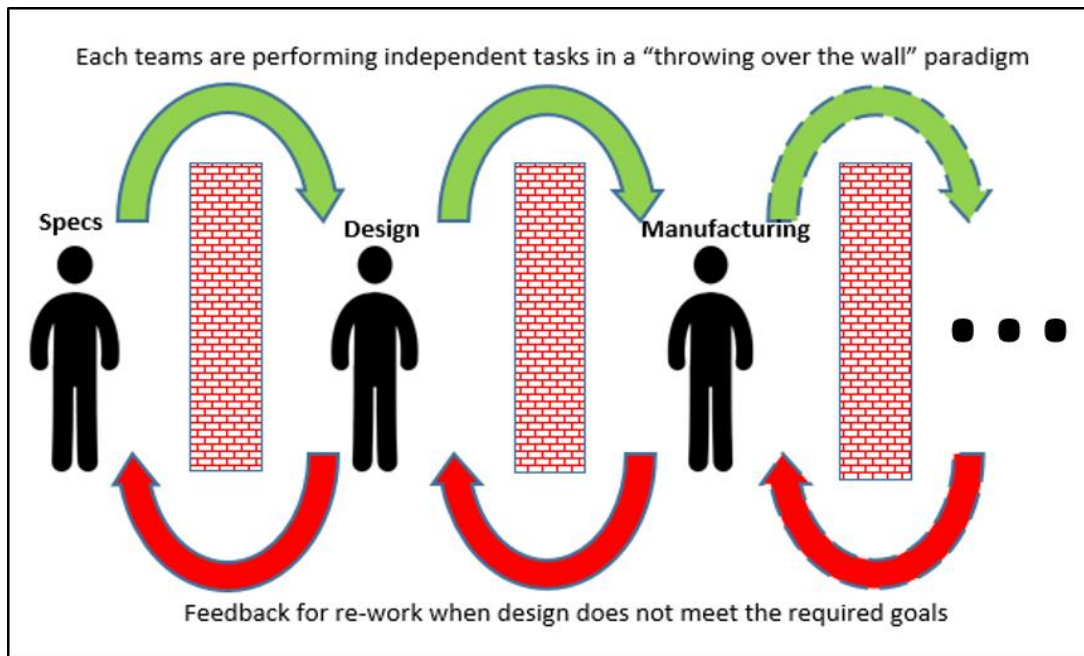 Each teams are performing independent tasks in a “throwing over the wall” paradigm
Specs
Design
Manufacturing
Feedback for re-work when design does not meet the required goals